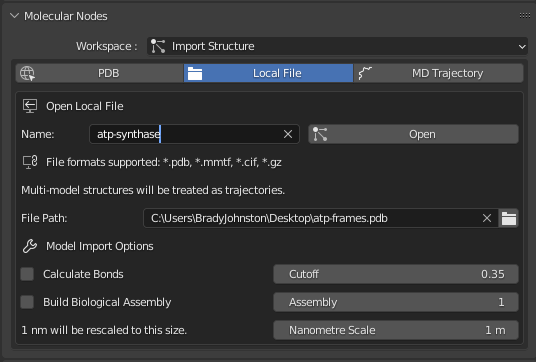 Molecular Nodes
Workspace : Import Structure
PDB Local File MD Trajectory
Open Local File
Name: atp-synthase Open
File formats supported: *.pdb, *.mmtf, *.cif, *.gz
Multi-model structures will be treated as trajectories.
File Path: C:\Users\BradyJohnston\Desktop\atp-frames.pdb
Model Import Options
Calculate Bonds Cutoff 0.35
Build Biological Assembly Assembly 1
1 nm will be rescaled to this size. Nanometre Scale 1 m